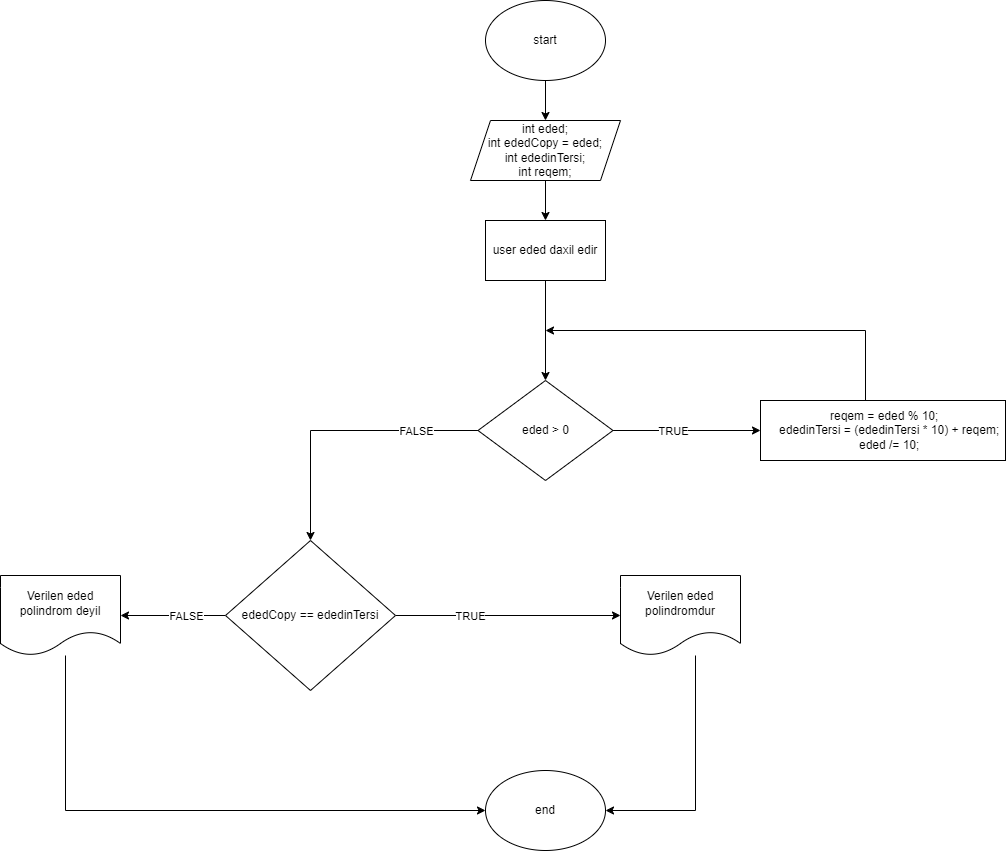 start
int eded;
int ededCopy = eded;
int ededinTersi;
int reqem;
user eded daxil edir
eded > 0
FALSE
TRUE
reqem = eded % 10;
ededinTersi = (ededinTersi * 10) + reqem;
eded /= 10;
Verilen eded
polindrom deyil
FALSE
ededCopy == ededinTersi
TRUE
Verilen eded
polindromdur
end